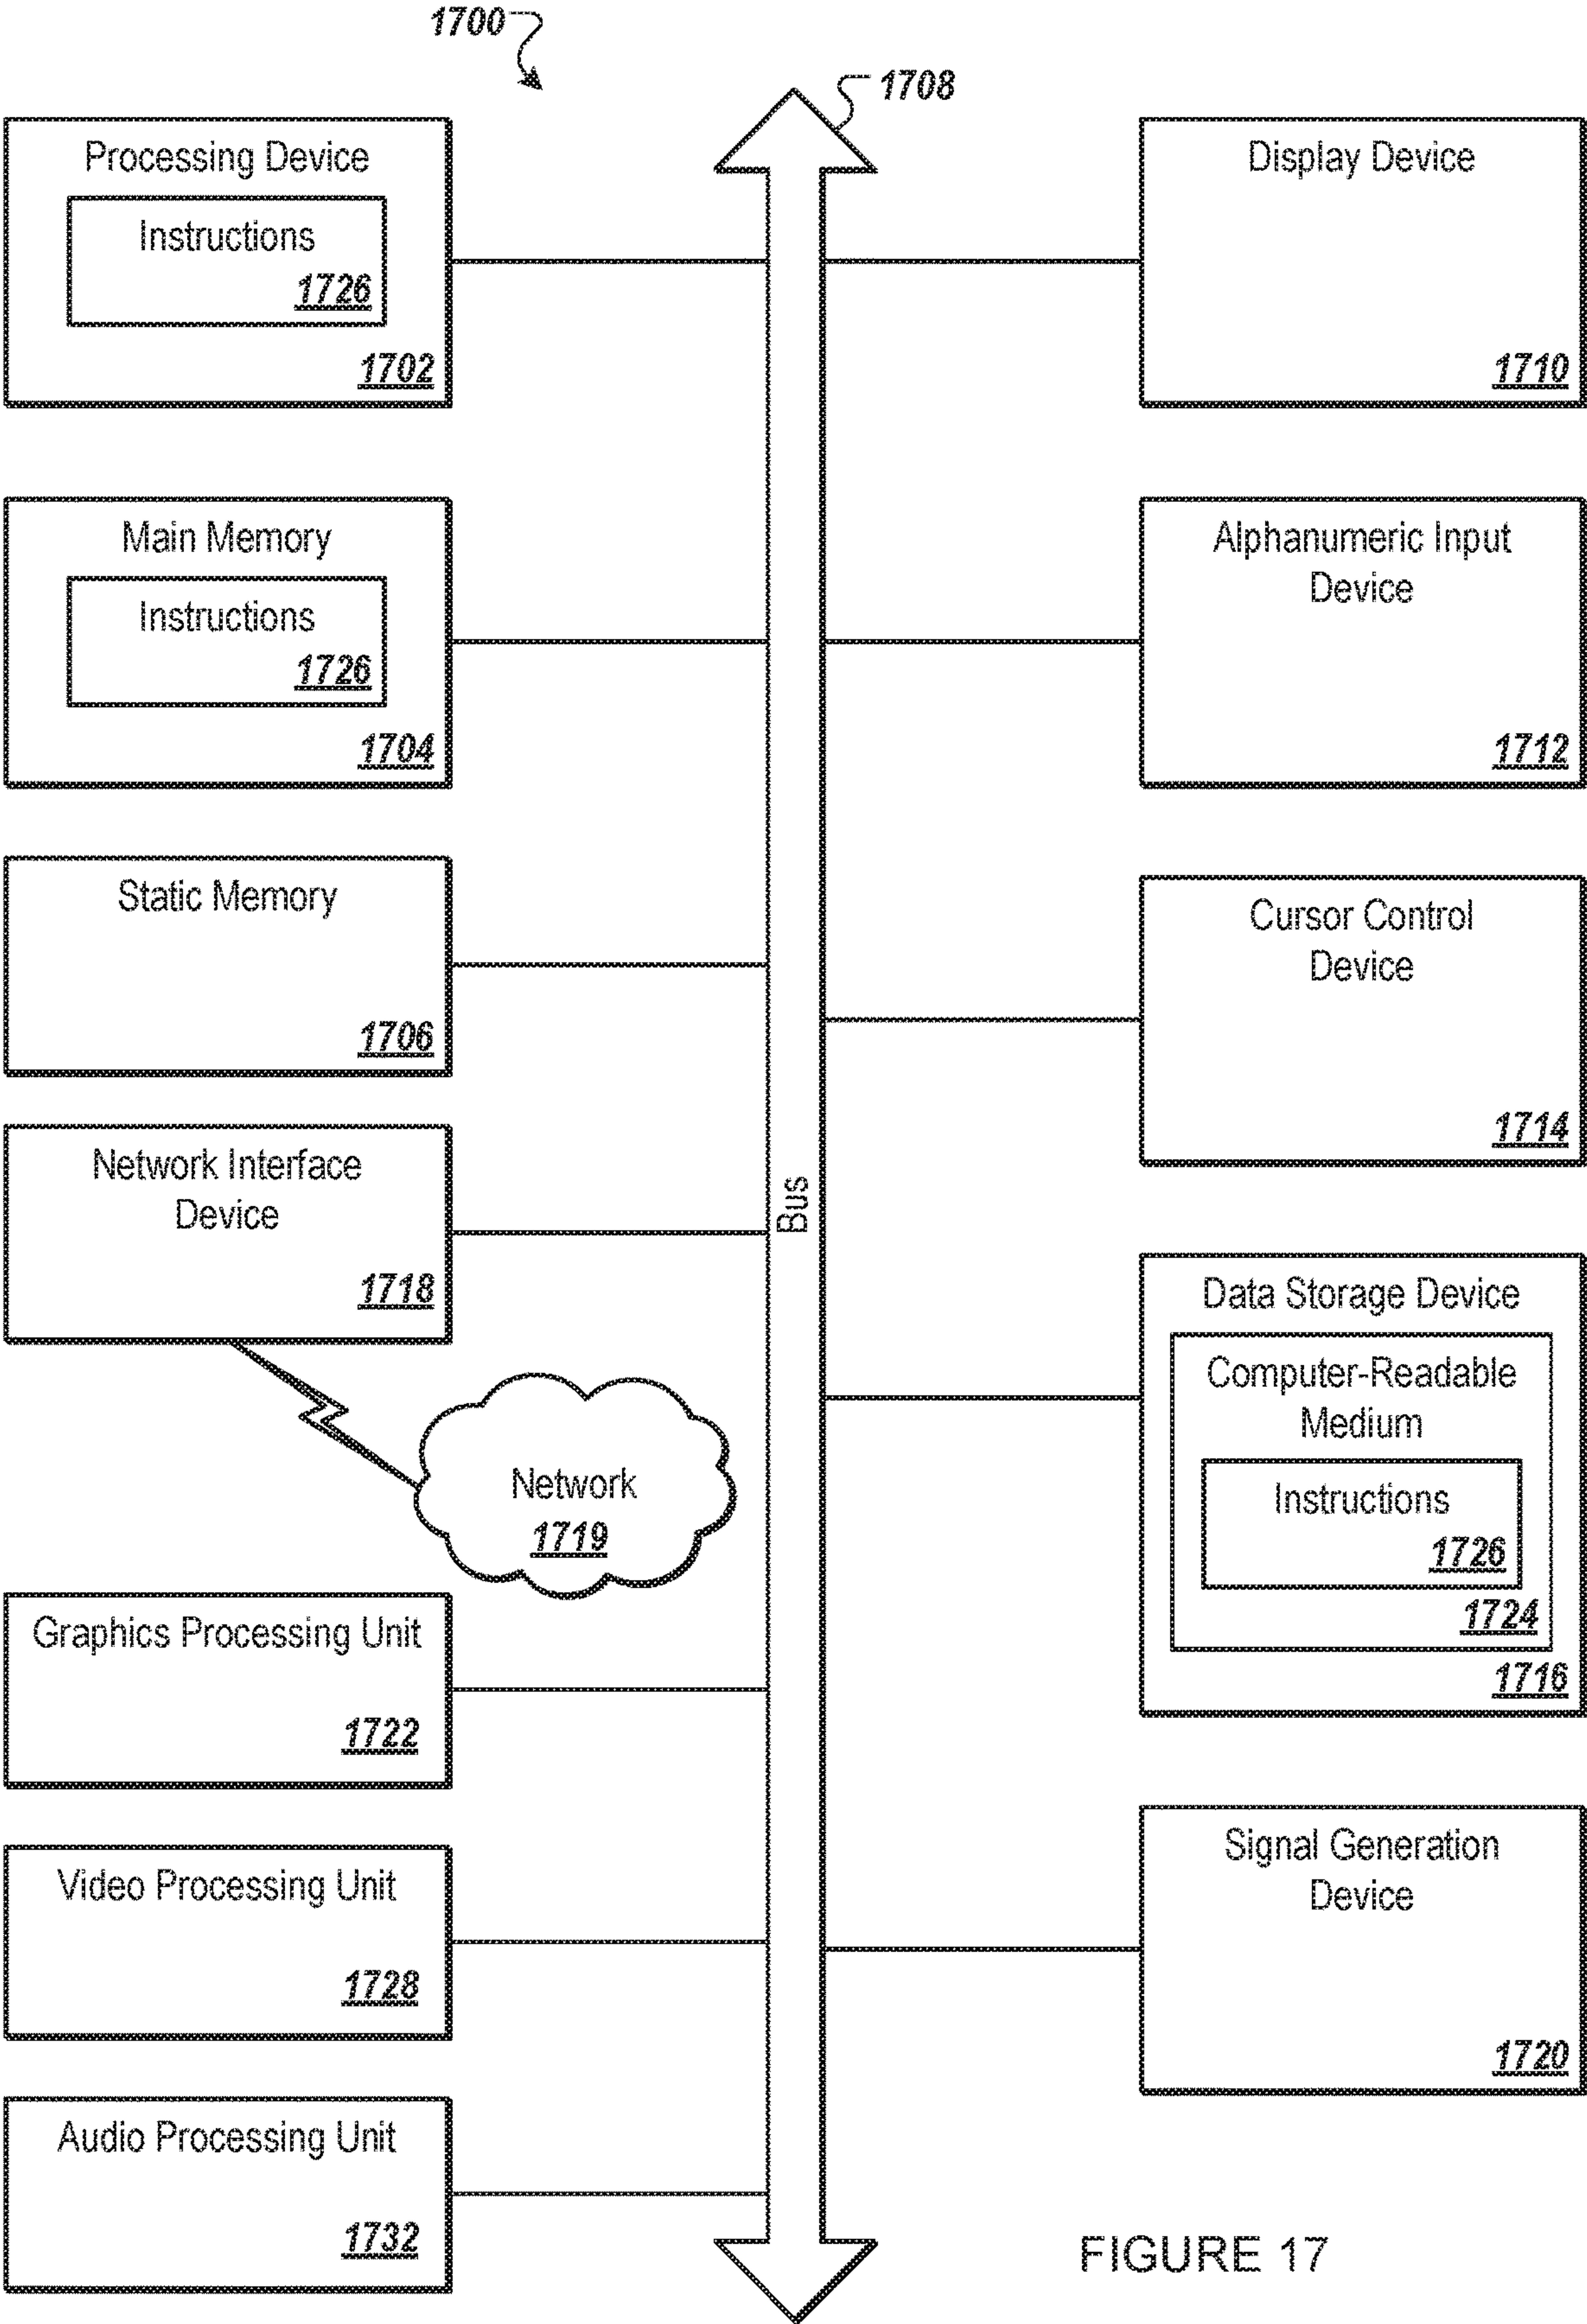 1700
1708
Processing Device
Instructions
1726
1702
Main Memory
Instructions
1726
1704
Static Memory
1706
Network Interface
Device
1718
Network
1719
Graphics Processing Unit
1722
Video Processing Unit
1728
Audio Processing Unit
1732
Bus
Display Device
1710
Alphanumeric Input
Device
1712
Cursor Control
Device
1714
Data Storage Device
Computer-Readable
Medium
Instructions
1726
1724
1716
Signal Generation
Device
1720
FIGURE 17